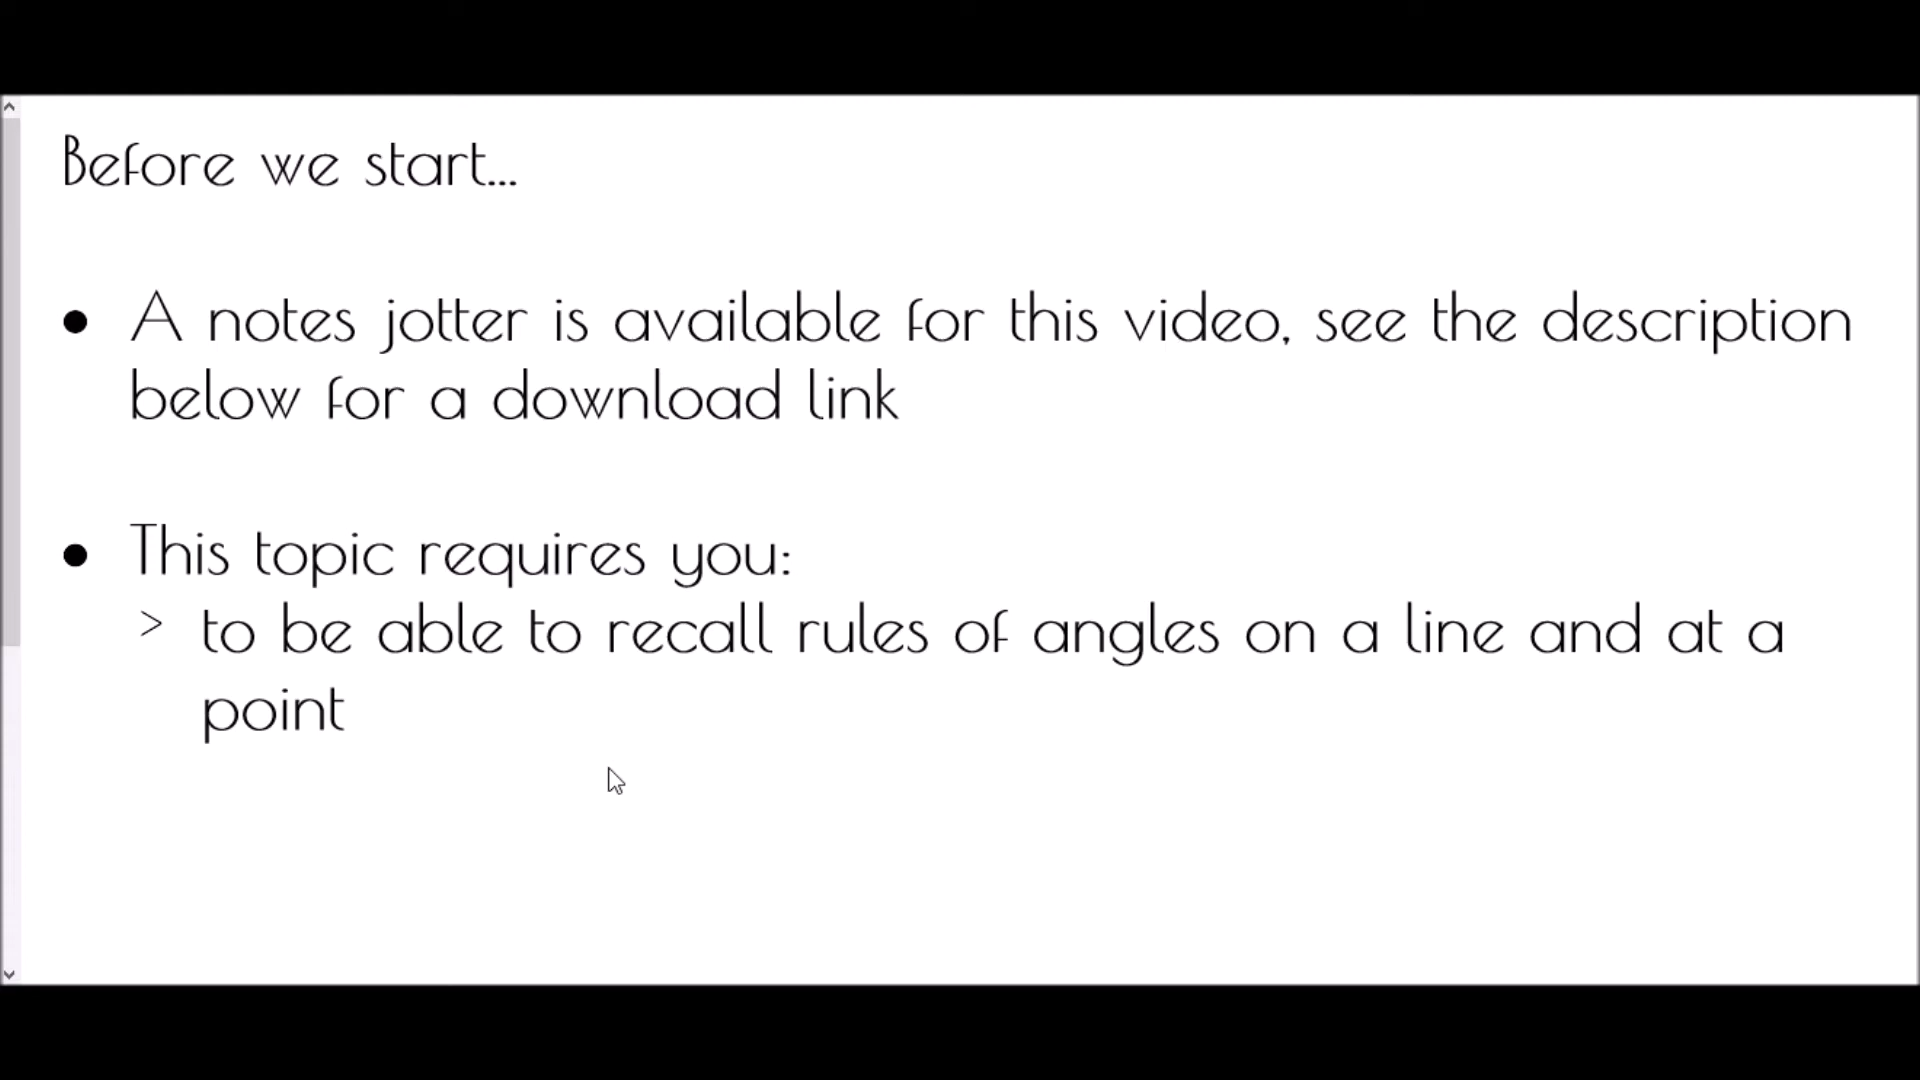 Before we start...
● A notes jotter is available for this video, see the description
below for a download link
● This topic requires you:
> to be able to recall rules of angles on a line and at a
point